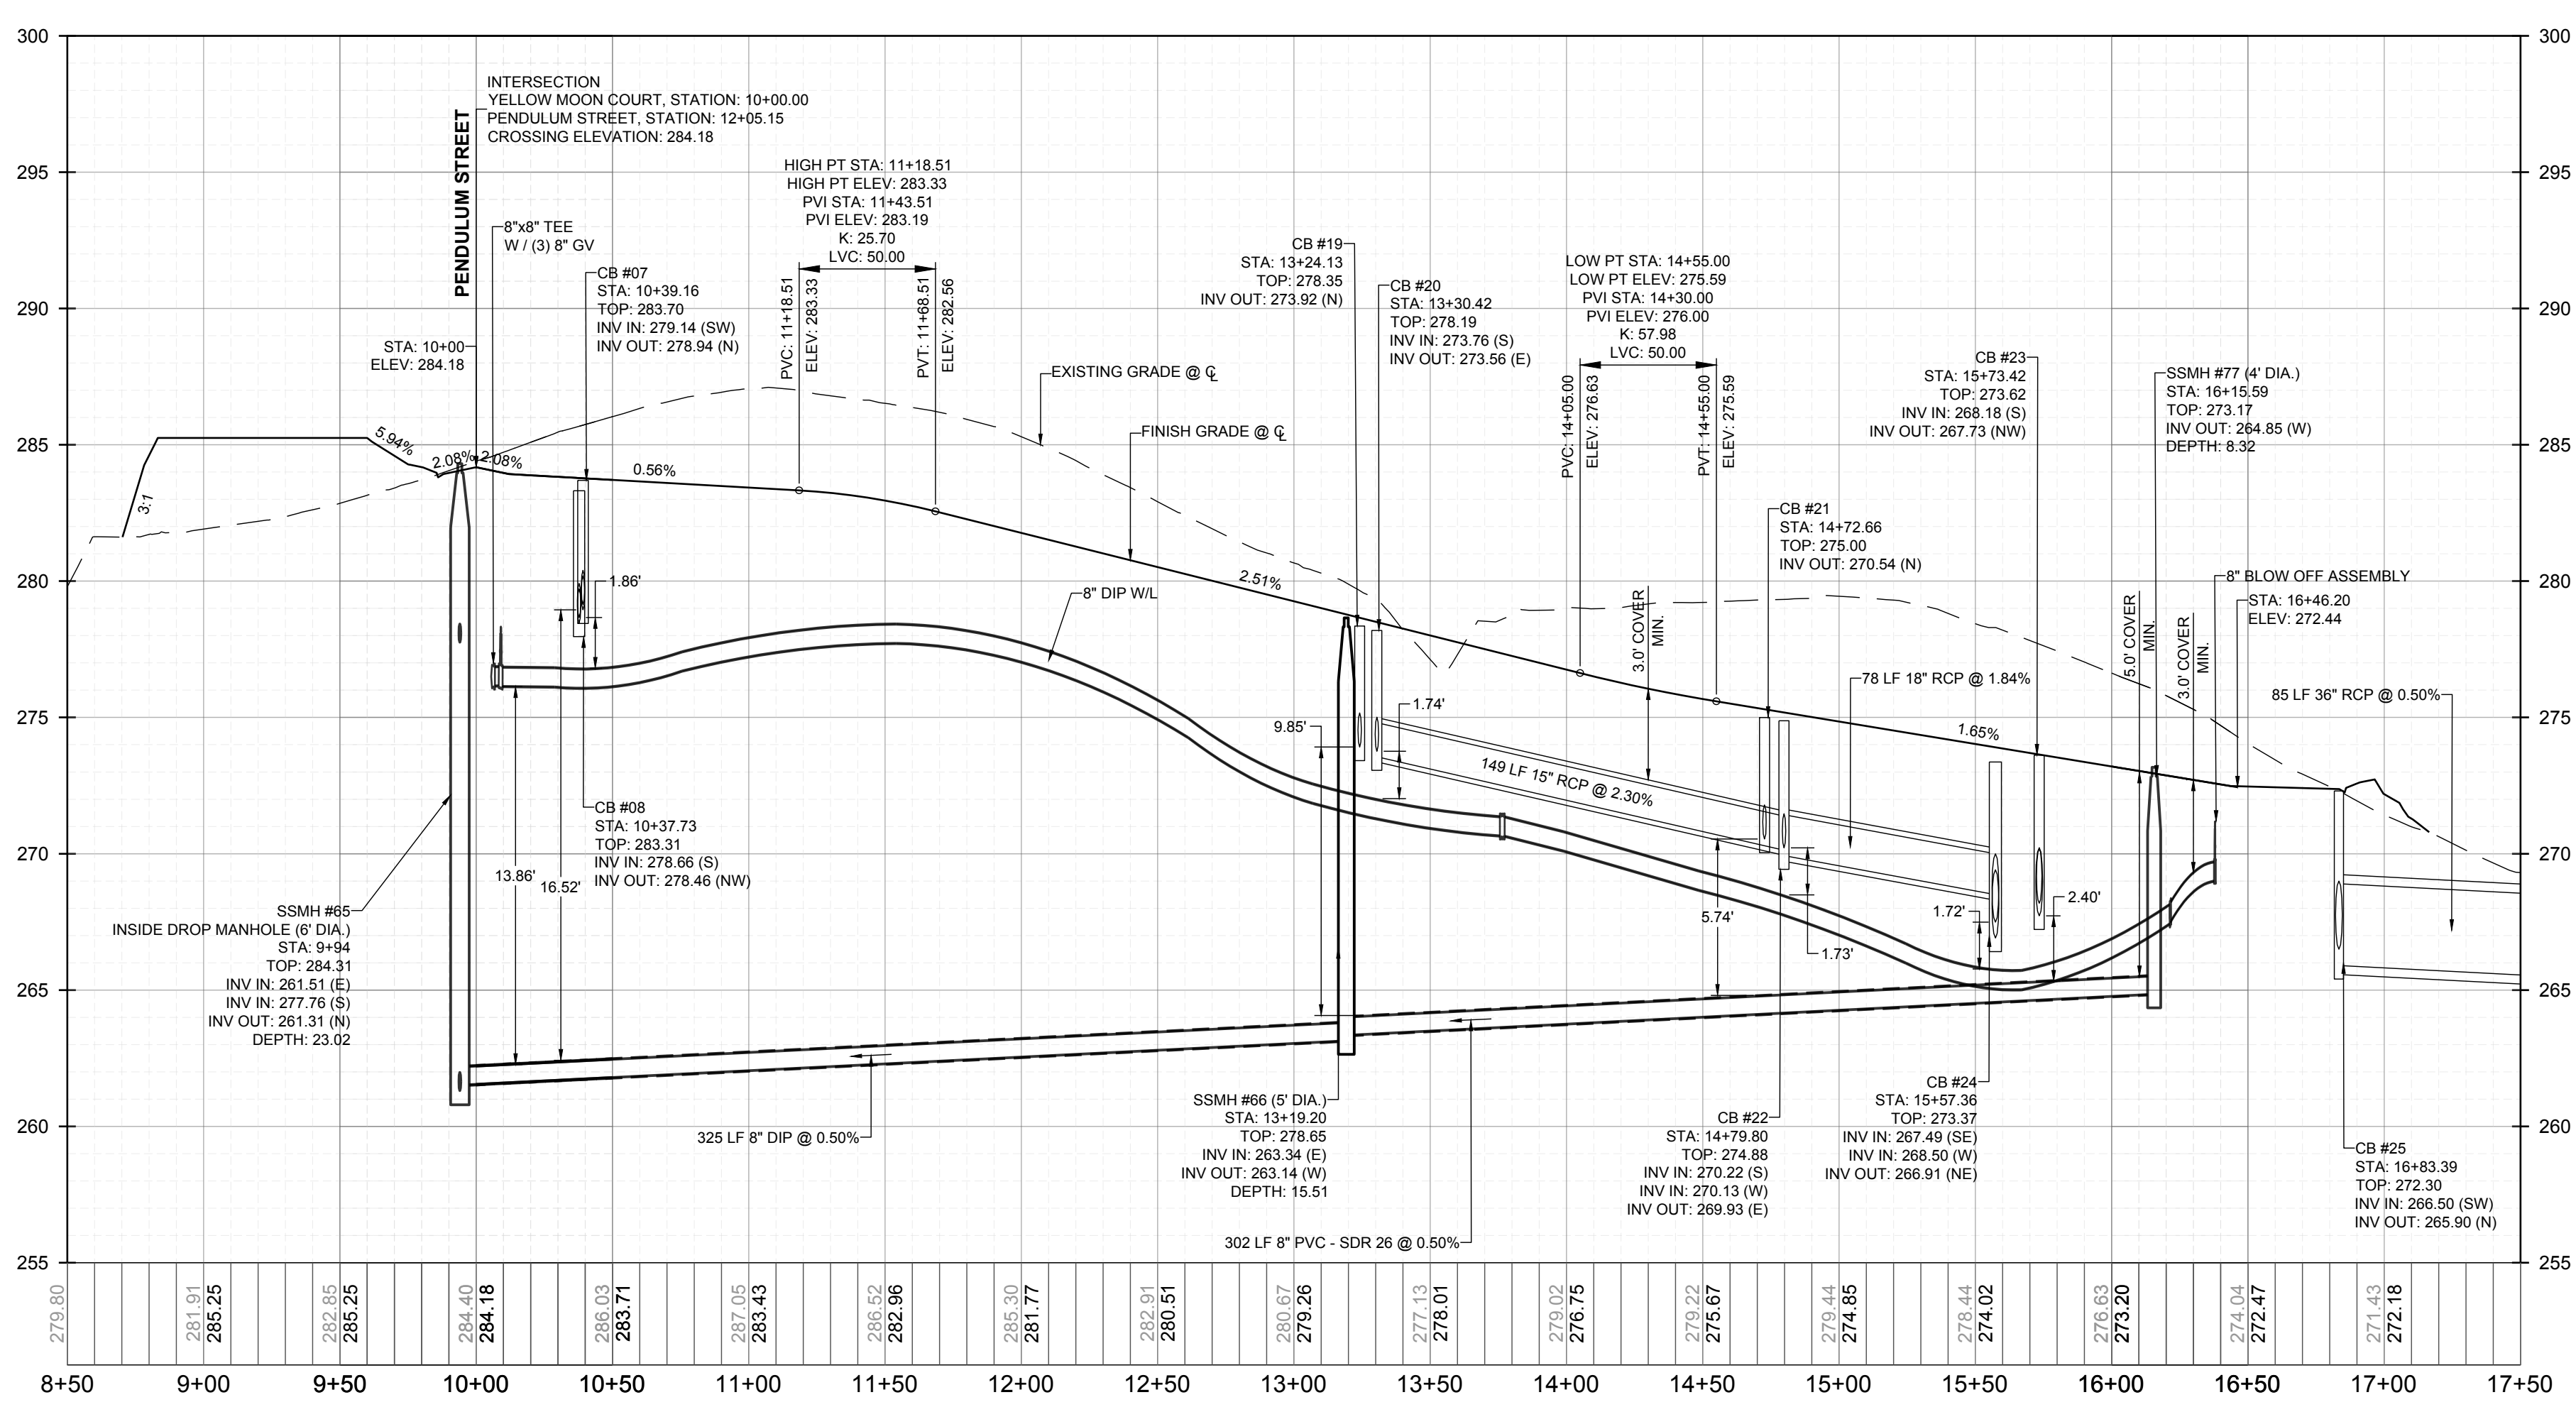 300
300
295
295
290
290
285
285
280
280
275
275
270
270
265
265
260
260
255
255
PENDULUM STREET
INTERSECTION
YELLOW MOON COURT, STATION: 10+00.00
PENDULUM STREET, STATION: 12+05.15
CROSSING ELEVATION: 284.18
8"x8" TEE
W / (3) 8" GV
CB #07
STA: 10+39.16
TOP: 283.70
INV IN: 279.14 (SW)
INV OUT: 278.94 (N)
STA: 10+00
ELEV: 284.18
HIGH PT STA: 11+18.51
HIGH PT ELEV: 283.33
PVI STA: 11+43.51
PVI ELEV: 283.19
K: 25.70
LVC: 50.00
PVC: 11+18.51
ELEV: 283.33
PVT: 11+68.51
ELEV: 282.56
EXISTING GRADE @ ℄
FINISH GRADE @ ℄
CB #19
STA: 13+24.13
TOP: 278.35
INV OUT: 273.92 (N)
CB #20
STA: 13+30.42
TOP: 278.19
INV IN: 273.76 (S)
INV OUT: 273.56 (E)
LOW PT STA: 14+55.00
LOW PT ELEV: 275.59
PVI STA: 14+30.00
PVI ELEV: 276.00
K: 57.98
LVC: 50.00
PVC: 14+05.00
ELEV: 276.63
PVT: 14+55.00
ELEV: 275.59
CB #23
STA: 15+73.42
TOP: 273.62
INV IN: 268.18 (S)
INV OUT: 267.73 (NW)
SSMH #77 (4' DIA.)
STA: 16+15.59
TOP: 273.17
INV OUT: 264.85 (W)
DEPTH: 8.32
CB #21
STA: 14+72.66
TOP: 275.00
INV OUT: 270.54 (N)
8" BLOW OFF ASSEMBLY
STA: 16+46.20
ELEV: 272.44
3:1
5.94%
2.08%
2.08%
0.56%
2.51%
1.65%
1.86'
8" DIP W/L
3.0' COVER
MIN.
5.0' COVER
MIN.
3.0' COVER
MIN.
78 LF 18" RCP @ 1.84%
85 LF 36" RCP @ 0.50%
149 LF 15" RCP @ 2.30%
9.85'
1.74'
13.86'
16.52'
5.74'
1.73'
1.72'
2.40'
CB #08
STA: 10+37.73
TOP: 283.31
INV IN: 278.66 (S)
INV OUT: 278.46 (NW)
SSMH #65
INSIDE DROP MANHOLE (6' DIA.)
STA: 9+94
TOP: 284.31
INV IN: 261.51 (E)
INV IN: 277.76 (S)
INV OUT: 261.31 (N)
DEPTH: 23.02
325 LF 8" DIP @ 0.50%
SSMH #66 (5' DIA.)
STA: 13+19.20
TOP: 278.65
INV IN: 263.34 (E)
INV OUT: 263.14 (W)
DEPTH: 15.51
302 LF 8" PVC - SDR 26 @ 0.50%
CB #22
STA: 14+79.80
TOP: 274.88
INV IN: 270.22 (S)
INV IN: 270.13 (W)
INV OUT: 269.93 (E)
CB #24
STA: 15+57.36
TOP: 273.37
INV IN: 267.49 (SE)
INV IN: 268.50 (W)
INV OUT: 266.91 (NE)
CB #25
STA: 16+83.39
TOP: 272.30
INV IN: 266.50 (SW)
INV OUT: 265.90 (N)
279.80
281.91
285.25
282.85
285.25
284.40
284.18
286.03
283.71
287.05
283.43
286.52
282.96
285.30
281.77
282.91
280.51
280.67
279.26
277.13
278.01
279.02
276.75
279.22
275.67
279.44
274.85
278.44
274.02
276.63
273.20
274.04
272.47
271.43
272.18
8+50
9+00
9+50
10+00
10+50
11+00
11+50
12+00
12+50
13+00
13+50
14+00
14+50
15+00
15+50
16+00
16+50
17+00
17+50